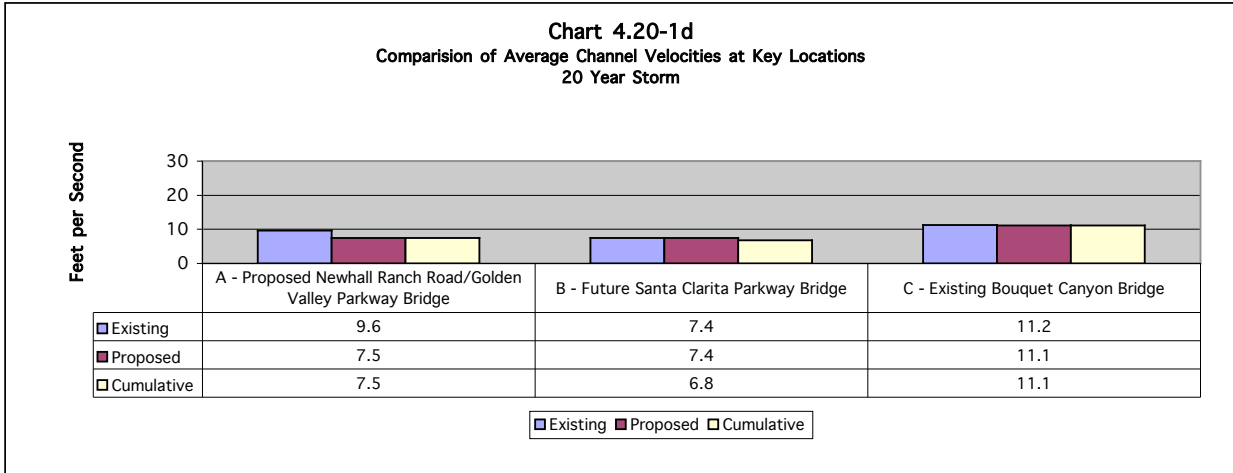 Chart 4.20-1d
Comparision of Average Channel Velocities at Key Locations
20 Year Storm
Feet per Second
30
20
10
0
A - Proposed Newhall Ranch Road/Golden
Valley Parkway Bridge
B - Future Santa Clarita Parkway Bridge
C - Existing Bouquet Canyon Bridge
Existing 9.6 7.4 11.2
Proposed 7.5 7.4 11.1
Cumulative 7.5 6.8 11.1
Existing Proposed Cumulative